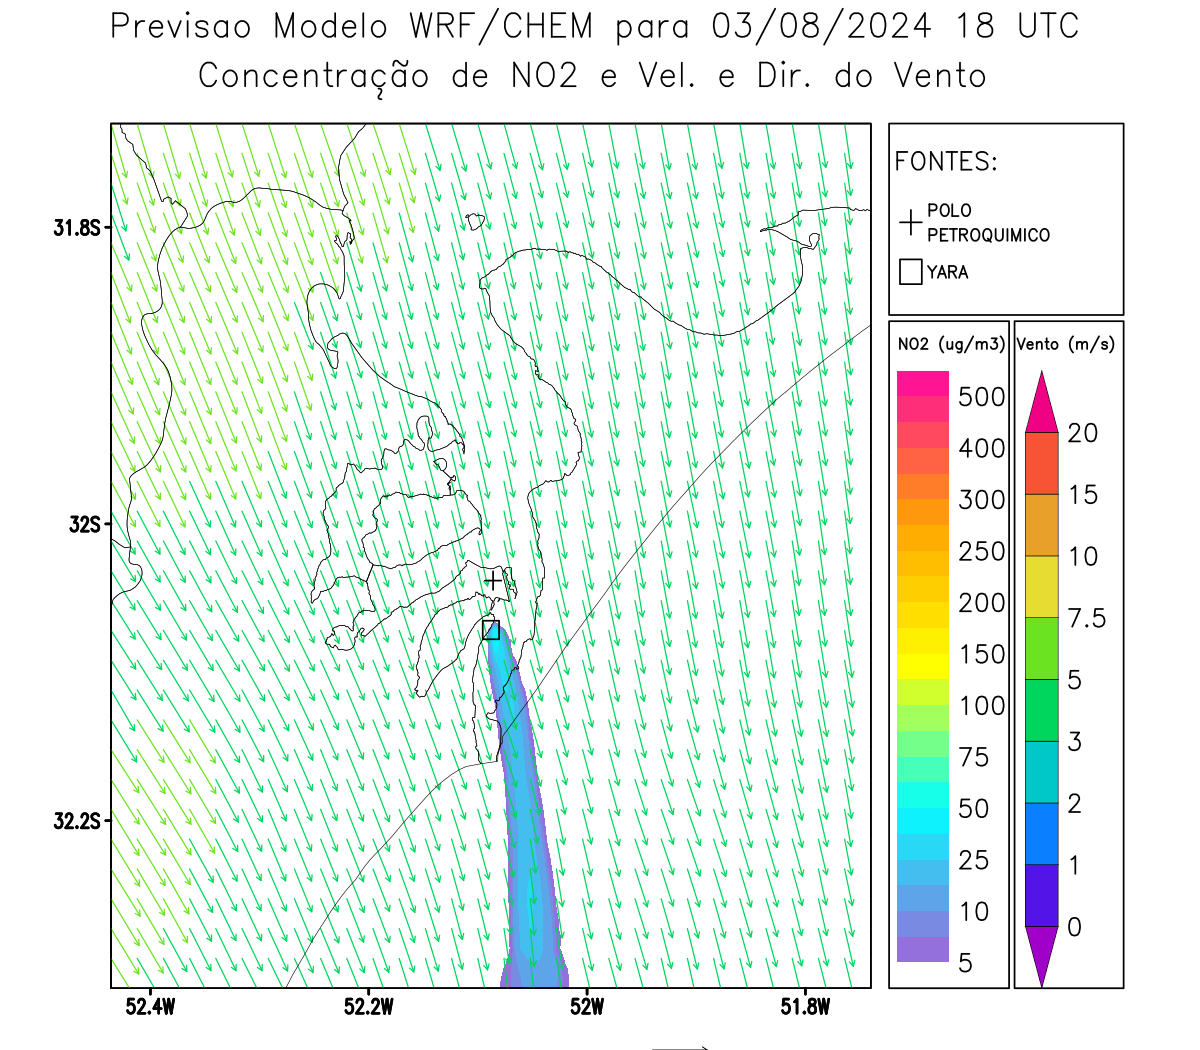 Previsao Modelo WRF/CHEM para 03/08/2024 18 UTC
Concentração de NO2 e Vel. e Dir. do Vento
FONTES:
POLO
PETROQUIMICO
YARA
NO2 (ug/m3)
500
400
300
250
200
150
100
75
50
25
10
5
Vento (m/s)
20
15
10
7.5
5
3
2
1
0
31.8S
32S
32.2S
52.4W
52.2W
52W
51.8W